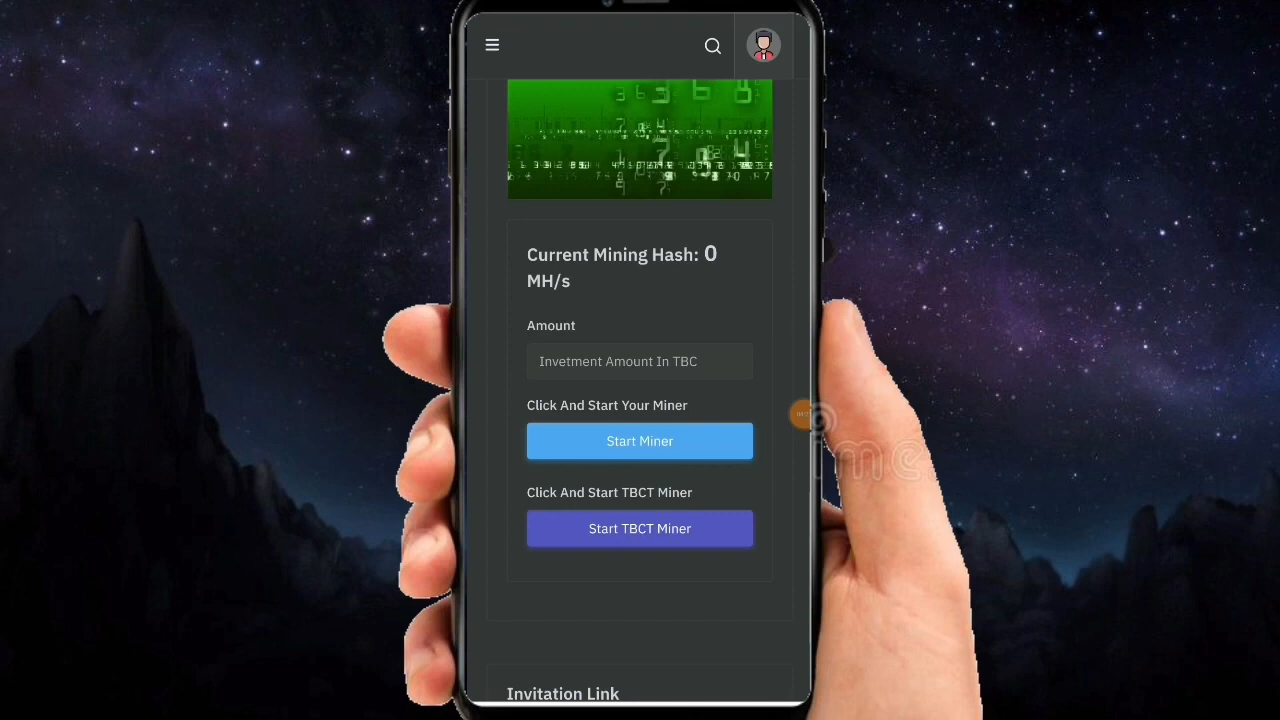 Current Mining Hash: 0
MH/s
Amount
Invetment Amount In TBC
Click And Start Your Miner
Start Miner
Click And Start TBCT Miner
Start TBCT Miner
Invitation Link